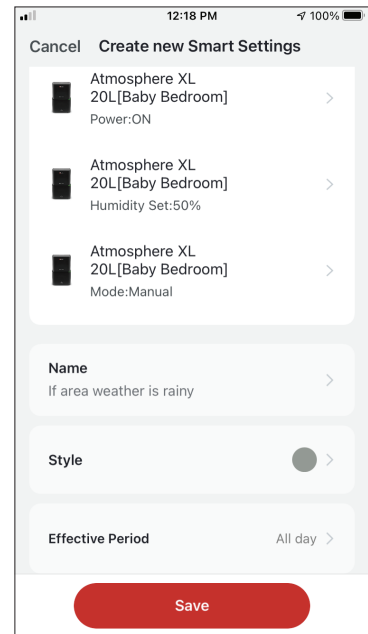 12:18 PM
100%
Cancel Create new Smart Settings
Atmosphere XL
20L[Baby Bedroom]
Power:ON
Atmosphere XL
20L[Baby Bedroom]
Humidity Set:50%
Atmosphere XL
20L[Baby Bedroom]
Mode:Manual
Name
If area weather is rainy
Style
Effective Period All day
Save